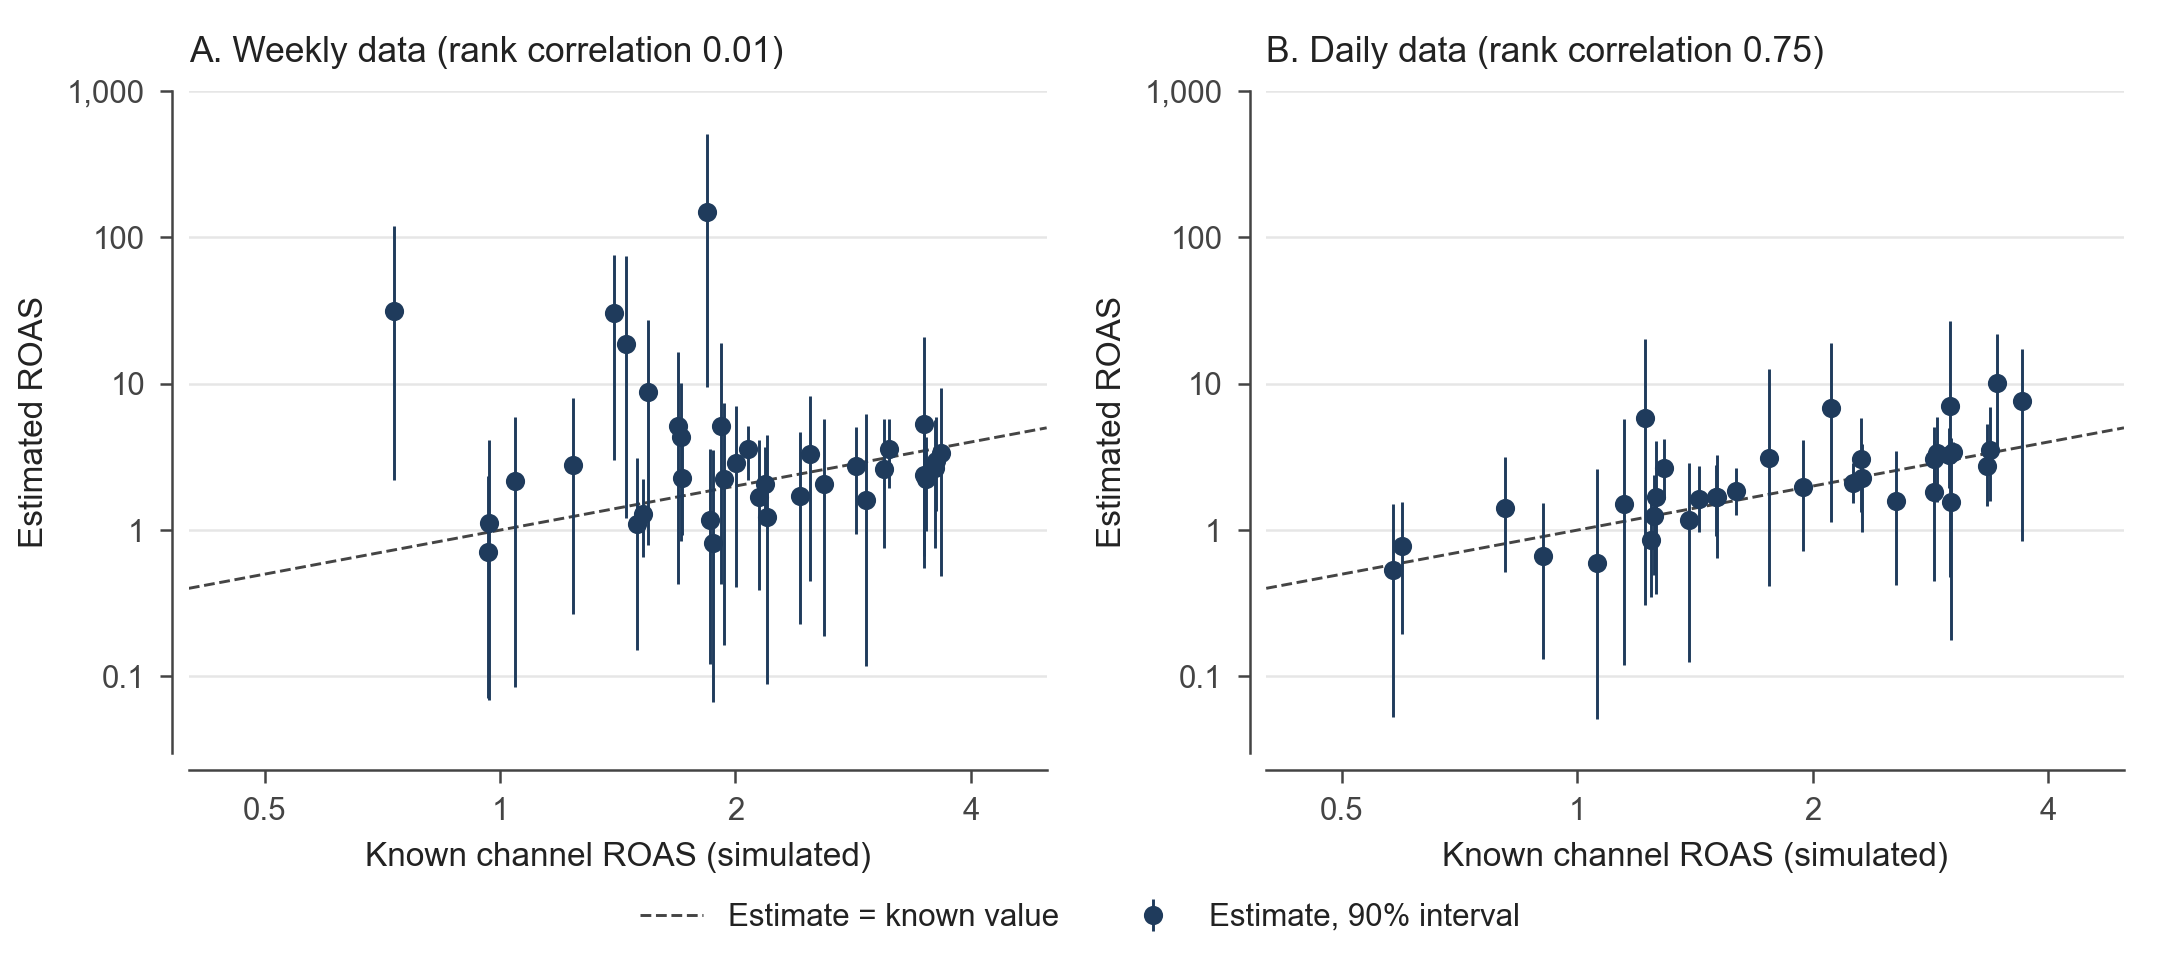 A. Weekly data (rank correlation 0.01)
1,000
100
10
1
0.1
Estimated ROAS
0.5
1
2
4
Known channel ROAS (simulated)
B. Daily data (rank correlation 0.75)
1,000
100
10
1
0.1
Estimated ROAS
0.5
1
2
4
Known channel ROAS (simulated)
Estimate = known value
Estimate, 90% interval